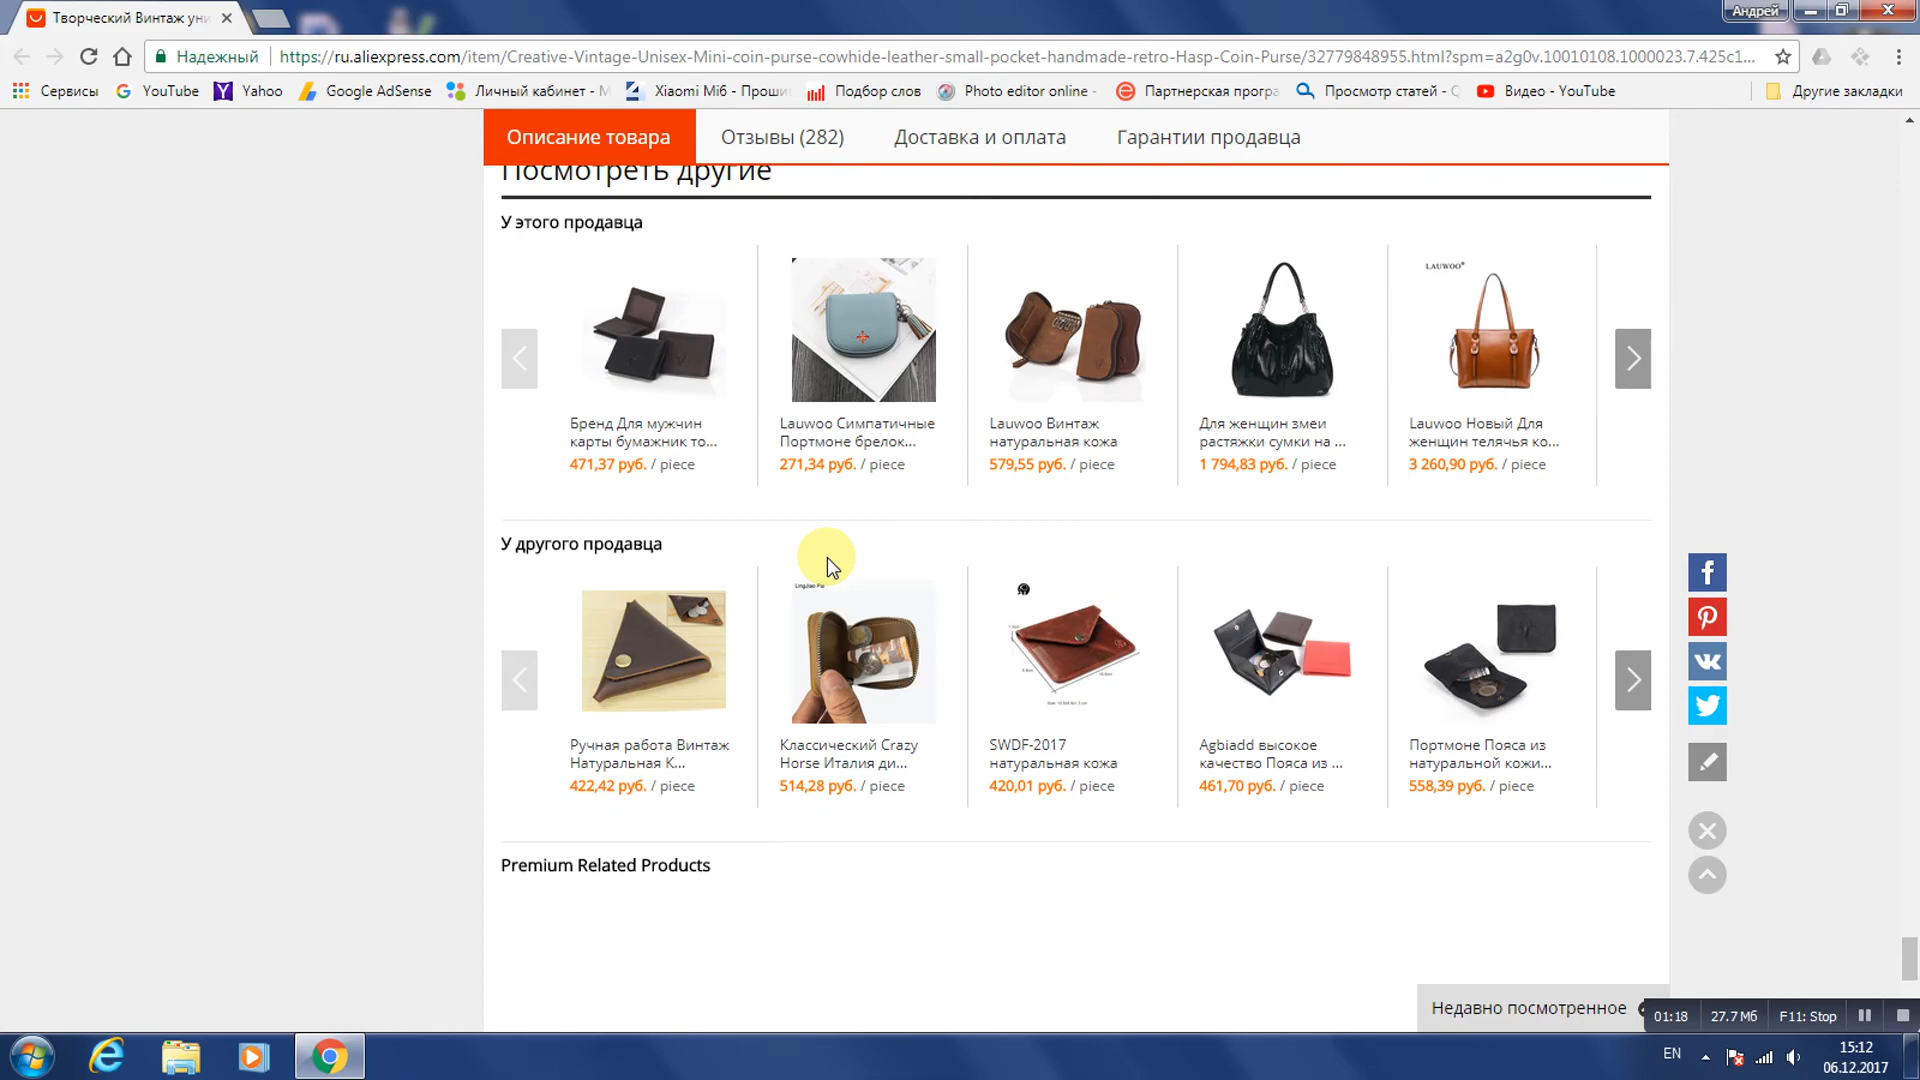 Творческий Винтаж уни
Андрей
Надежный
https://ru.aliexpress.com/item/Creative-Vintage-Unisex-Mini-coin-purse-cowhide-leather-small-pocket-handmade-retro-Hasp-Coin-Purse/32779848955.html?spm=a2g0v.10010108.1000023.7.425c1...
Сервисы YouTube Yahoo Google AdSense Личный кабинет - Xiaomi Mi6 - Проши Подбор слов Photo editor online - Партнерская програ Просмотр статей - Видео - YouTube Другие закладки
Описание товара Отзывы (282) Доставка и оплата Гарантии продавца
Посмотреть другие
У этого продавца
LAUWOO®
Бренд Для мужчин
карты бумажник то...
471,37 руб. / piece
Lauwoo Симпатичные
Портмоне брелок...
271,34 руб. / piece
Lauwoo Винтаж
натуральная кожа
579,55 руб. / piece
Для женщин змеи
растяжки сумки на ...
1 794,83 руб. / piece
Lauwoo Новый Для
женщин телячья ко...
3 260,90 руб. / piece
У другого продавца
Ручная работа Винтаж
Натуральная К...
422,42 руб. / piece
Классический Crazy
Horse Италия ди...
514,28 руб. / piece
SWDF-2017
натуральная кожа
420,01 руб. / piece
Agbiadd высокое
качество Пояса из ...
461,70 руб. / piece
Портмоне Пояса из
натуральной кожи...
558,39 руб. / piece
Premium Related Products
Недавно посмотренное
01:18 27.7 Мб F11: Stop
EN
15:12
06.12.2017